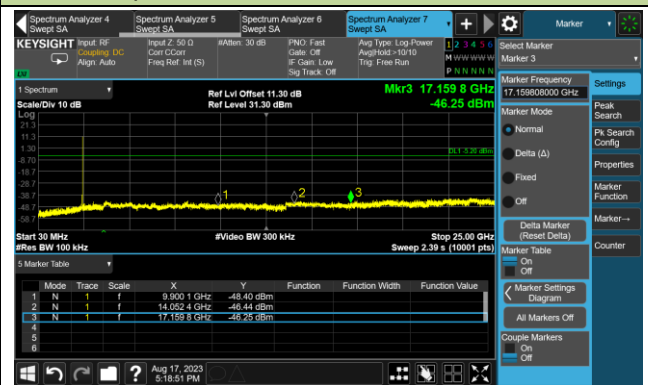 Spectrum Analyzer 4
Swept SA
Spectrum Analyzer 5
Swept SA
Spectrum Analyzer 6
Swept SA
Spectrum Analyzer 7
Swept SA
Marker
KEYSIGHT
Input: RF
Coupling: DC
Align: Auto
Input Z: 50 Ω
Corr CCorr
Freq Ref: Int (S)
#Atten: 30 dB
PNO: Fast
Gate: Off
IF Gain: Low
Sig Track: Off
Avg Type: Log-Power
Avg|Hold:>10/10
Trig: Free Run
1 2 3 4 5 6
M W W W W W
P N N N N N
LXI
1 Spectrum
Scale/Div 10 dB
Ref Lvl Offset 11.30 dB
Ref Level 31.30 dBm
Mkr3 17.159 8 GHz
-46.25 dBm
Log
21.3
11.3
1.30
-8.70
-18.7
-28.7
-38.7
-48.7
-58.7
DL1 -5.20 dBm
1
2
3
Start 30 MHz
#Res BW 100 kHz
#Video BW 300 kHz
Stop 25.00 GHz
Sweep 2.39 s (10001 pts)
5 Marker Table
Mode Trace Scale X Y Function Function Width Function Value
1 N 1 f 9.900 1 GHz -48.40 dBm
2 N 1 f 14.052 4 GHz -46.44 dBm
3 N 1 f 17.159 8 GHz -46.25 dBm
4
5
6
Aug 17, 2023
5:18:51 PM
Select Marker
Marker 3
Marker Frequency
17.159808000 GHz
Marker Mode
Normal
Delta (Δ)
Fixed
Off
Delta Marker
(Reset Delta)
Marker Table
On
Off
Marker Settings
Diagram
All Markers Off
Couple Markers
On
Off
Settings
Peak
Search
Pk Search
Config
Properties
Marker
Function
Marker→
Counter